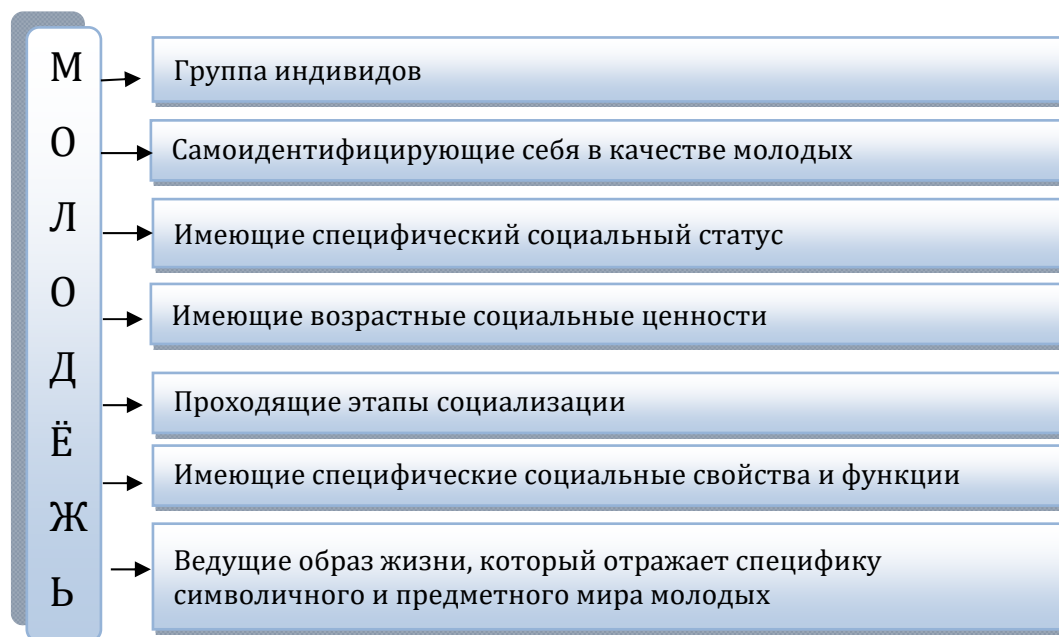 МОЛОДЁЖЬ
Группа индивидов
Самоидентифицирующие себя в качестве молодых
Имеющие специфический социальный статус
Имеющие возрастные социальные ценности
Проходящие этапы социализации
Имеющие специфические социальные свойства и функции
Ведущие образ жизни, который отражает специфику
символичного и предметного мира молодых